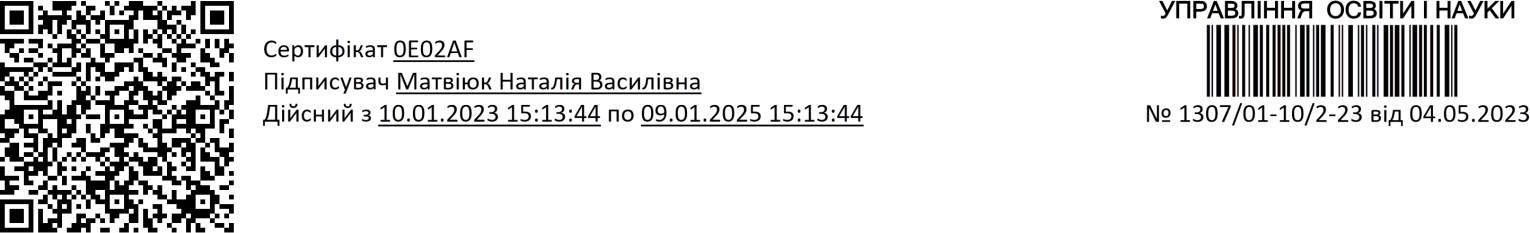 Сертифікат 0E02AF
Підписувач Матвіюк Наталія Василівна
Дійсний з 10.01.2023 15:13:44 по 09.01.2025 15:13:44
УПРАВЛІННЯ ОСВІТИ І НАУКИ
№ 1307/01-10/2-23 від 04.05.2023